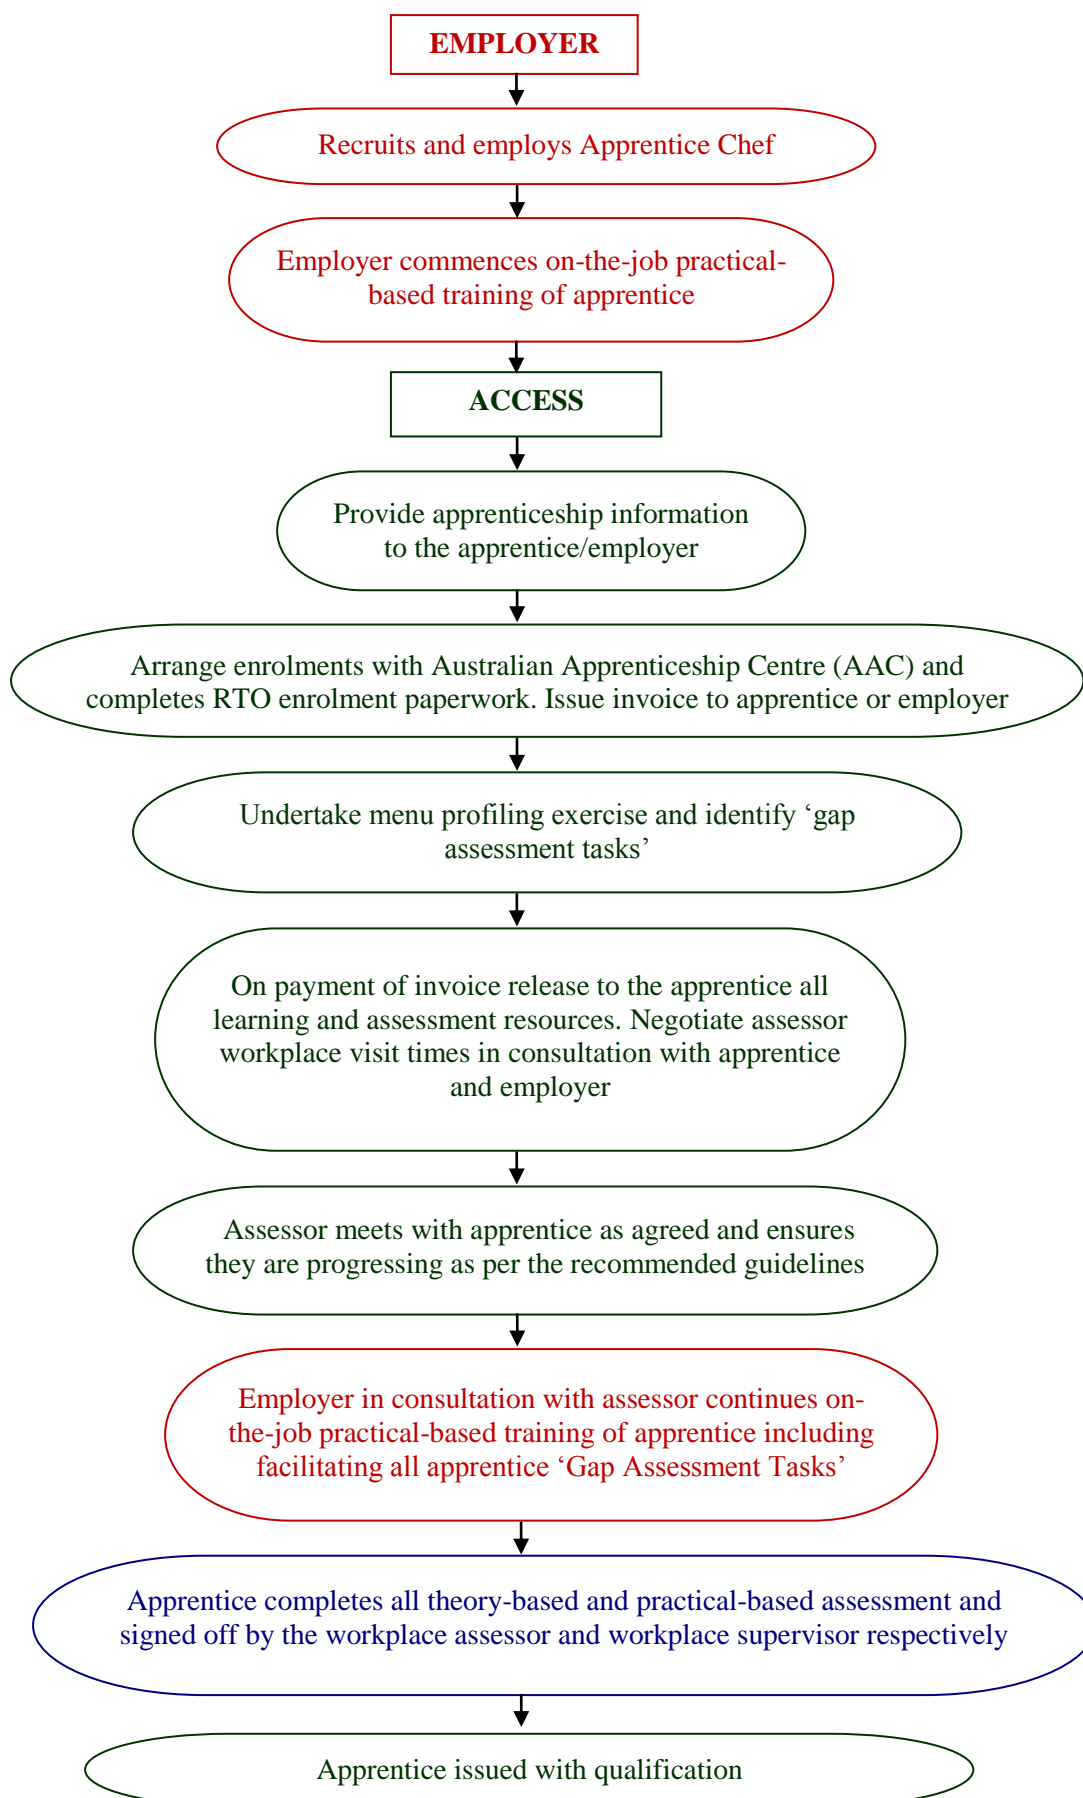 EMPLOYER
Recruits and employs Apprentice Chef
Employer commences on-the-job practical-
based training of apprentice
ACCESS
Provide apprenticeship information
to the apprentice/employer
Arrange enrolments with Australian Apprenticeship Centre (AAC) and
completes RTO enrolment paperwork. Issue invoice to apprentice or employer
Undertake menu profiling exercise and identify ‘gap
assessment tasks’
On payment of invoice release to the apprentice all
learning and assessment resources. Negotiate assessor
workplace visit times in consultation with apprentice
and employer
Assessor meets with apprentice as agreed and ensures
they are progressing as per the recommended guidelines
Employer in consultation with assessor continues on-
the-job practical-based training of apprentice including
facilitating all apprentice ‘Gap Assessment Tasks’
Apprentice completes all theory-based and practical-based assessment and
signed off by the workplace assessor and workplace supervisor respectively
Apprentice issued with qualification